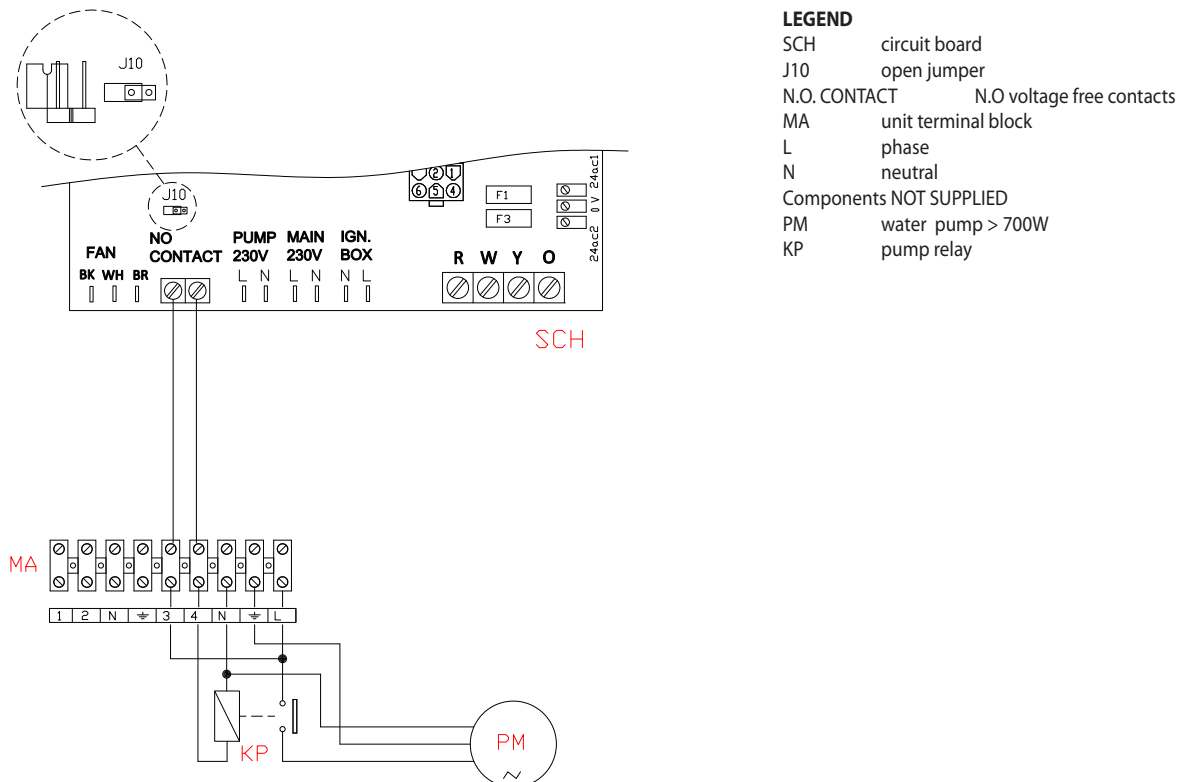 J10
J10
6 5 4
2 1
F1
F3
24ac1
0 V
24ac2
FAN
BK WH BR
NO
CONTACT
PUMP
230V
L N
MAIN
230V
L N
IGN.
BOX
N L
R W Y O
SCH
MA
1 2 N 3 4 N L
KP
PM
LEGEND
SCH circuit board
J10 open jumper
N.O. CONTACT N.O voltage free contacts
MA unit terminal block
L phase
N neutral
Components NOT SUPPLIED
PM water pump > 700W
KP pump relay